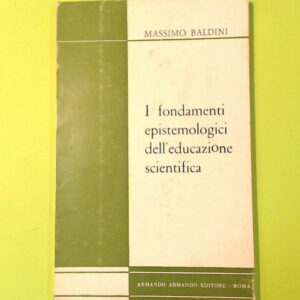 MASSIMO BALDINI
I fondamenti
epistemologici
dell'educazione
scientifica
ARMANDO ARMANDO EDITORE - ROMA